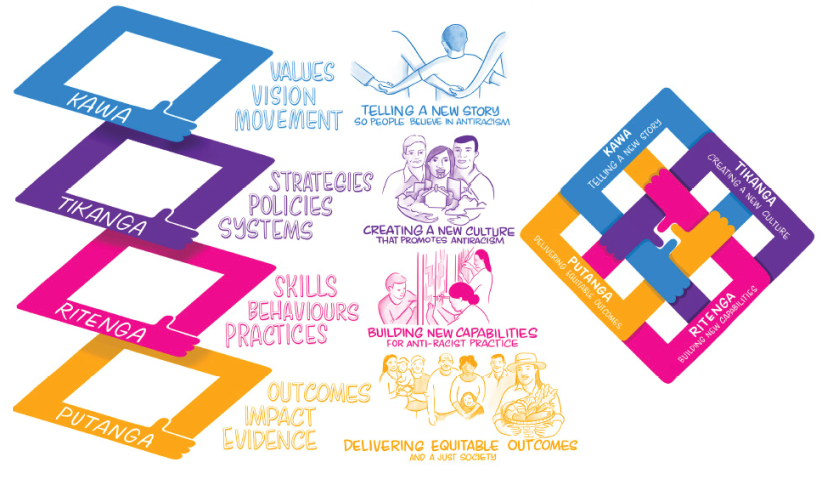 KAWA
VALUES
VISION
MOVEMENT
TELLING A NEW STORY
SO PEOPLE BELIEVE IN ANTIRACISM
TIKANGA
STRATEGIES
POLICIES
SYSTEMS
CREATING A NEW CULTURE
THAT PROMOTES ANTIRACISM
RITENGA
SKILLS
BEHAVIOURS
PRACTICES
BUILDING NEW CAPABILITIES
FOR ANTI-RACIST PRACTICE
PUTANGA
OUTCOMES
IMPACT
EVIDENCE
DELIVERING EQUITABLE OUTCOMES
AND A JUST SOCIETY
KAWA
TELLING A NEW STORY
TIKANGA
CREATING A NEW CULTURE
PUTANGA
DELIVERING EQUITABLE OUTCOMES
RITENGA
BUILDING NEW CAPABILITIES